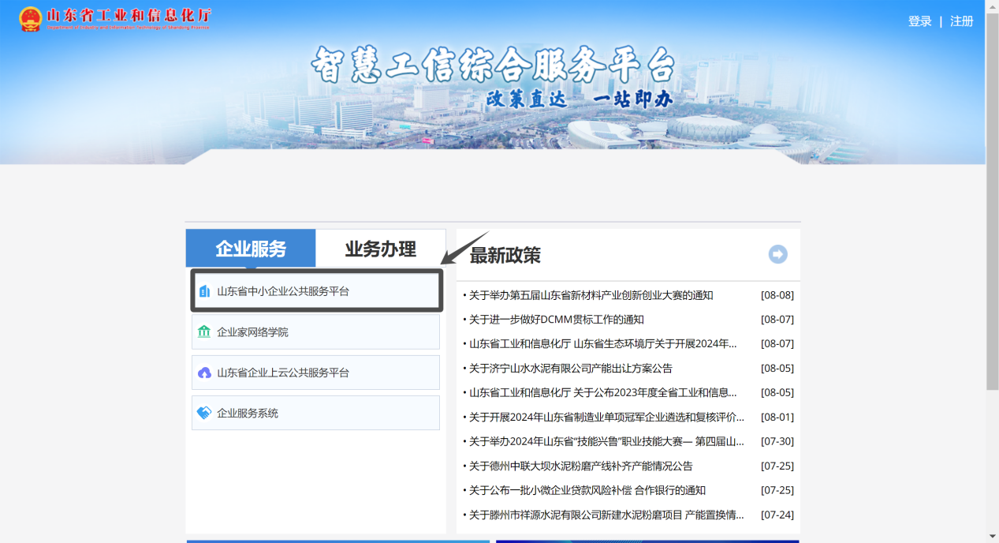 山东省工业和信息化厅
Department of Industry and Information Technology of Shandong Province
登录 | 注册
智慧工信综合服务平台
政策直达 一站即办
企业服务
业务办理
山东省中小企业公共服务平台
企业家网络学院
山东省企业上云公共服务平台
企业服务系统
最新政策
• 关于举办第五届山东省新材料产业创新创业大赛的通知 [08-08]
• 关于进一步做好DCMM贯标工作的通知 [08-07]
• 山东省工业和信息化厅 山东省生态环境厅关于开展2024年... [08-07]
• 关于济宁山水水泥有限公司产能出让方案公告 [08-05]
• 山东省工业和信息化厅 关于公布2023年度全省工业和信息... [08-05]
• 关于开展2024年山东省制造业单项冠军企业遴选和复核评价... [08-01]
• 关于举办2024年山东省“技能兴鲁”职业技能大赛— 第四届山... [07-30]
• 关于德州中联大坝水泥粉磨产线补齐产能情况公告 [07-25]
• 关于公布一批小微企业贷款风险补偿 合作银行的通知 [07-25]
• 关于滕州市祥源水泥有限公司新建水泥粉磨项目 产能置换情... [07-24]